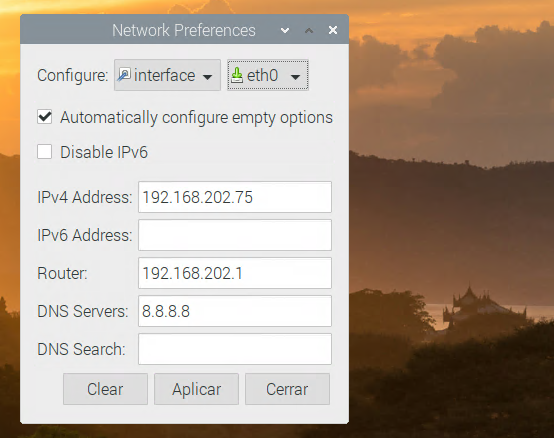 Network Preferences
Configure: interface eth0
Automatically configure empty options
Disable IPv6
IPv4 Address: 192.168.202.75
IPv6 Address:
Router: 192.168.202.1
DNS Servers: 8.8.8.8
DNS Search:
Clear Aplicar Cerrar